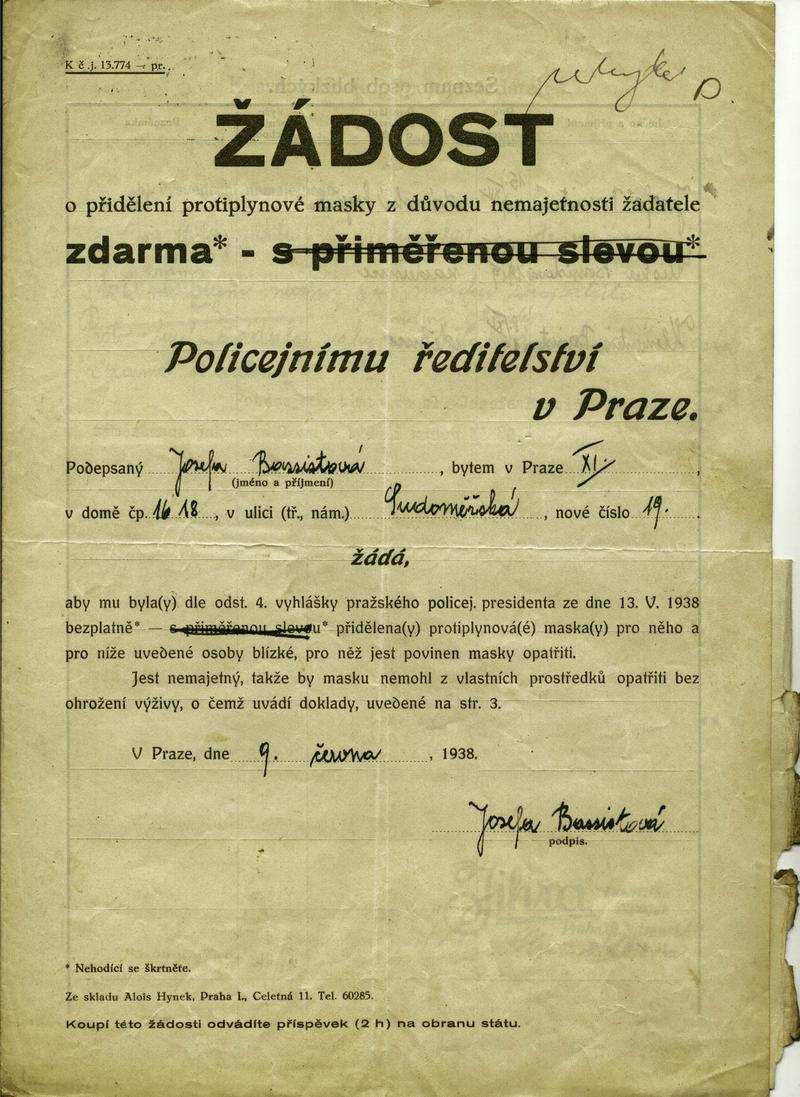 K č .j. 13.774 — pr.
ŽÁDOST
o přidělení protiplynové masky z důvodu nemajetnosti žadatele
zdarma* - s přiměřenou slevou*
Policejnímu ředitelství
v Praze.
Podepsaný Josefa , bytem v Praze XI. ,
(jméno a příjmení)
v domě čp. 1618 , v ulici (tř., nám.) Sudoměřská , nové číslo 19. .
žádá,
aby mu byla(y) dle odst. 4. vyhlášky pražského policej. presidenta ze dne 13. V. 1938
bezplatně* — s přiměřenou slevou* přidělena(y) protiplynová(é) maska(y) pro něho a
pro níže uvedené osoby blízké, pro něž jest povinen masky opatřiti.
Jest nemajetný, takže by masku nemohl z vlastních prostředků opatřiti bez
ohrožení výživy, o čemž uvádí doklady, uvedené na str. 3.
V Praze, dne 9. června , 1938.
Josefa
podpis.
* Nehodící se škrtněte.
Ze skladu Alois Hynek, Praha I., Celetná 11. Tel. 60285.
Koupí této žádosti odvádíte příspěvek (2 h) na obranu státu.